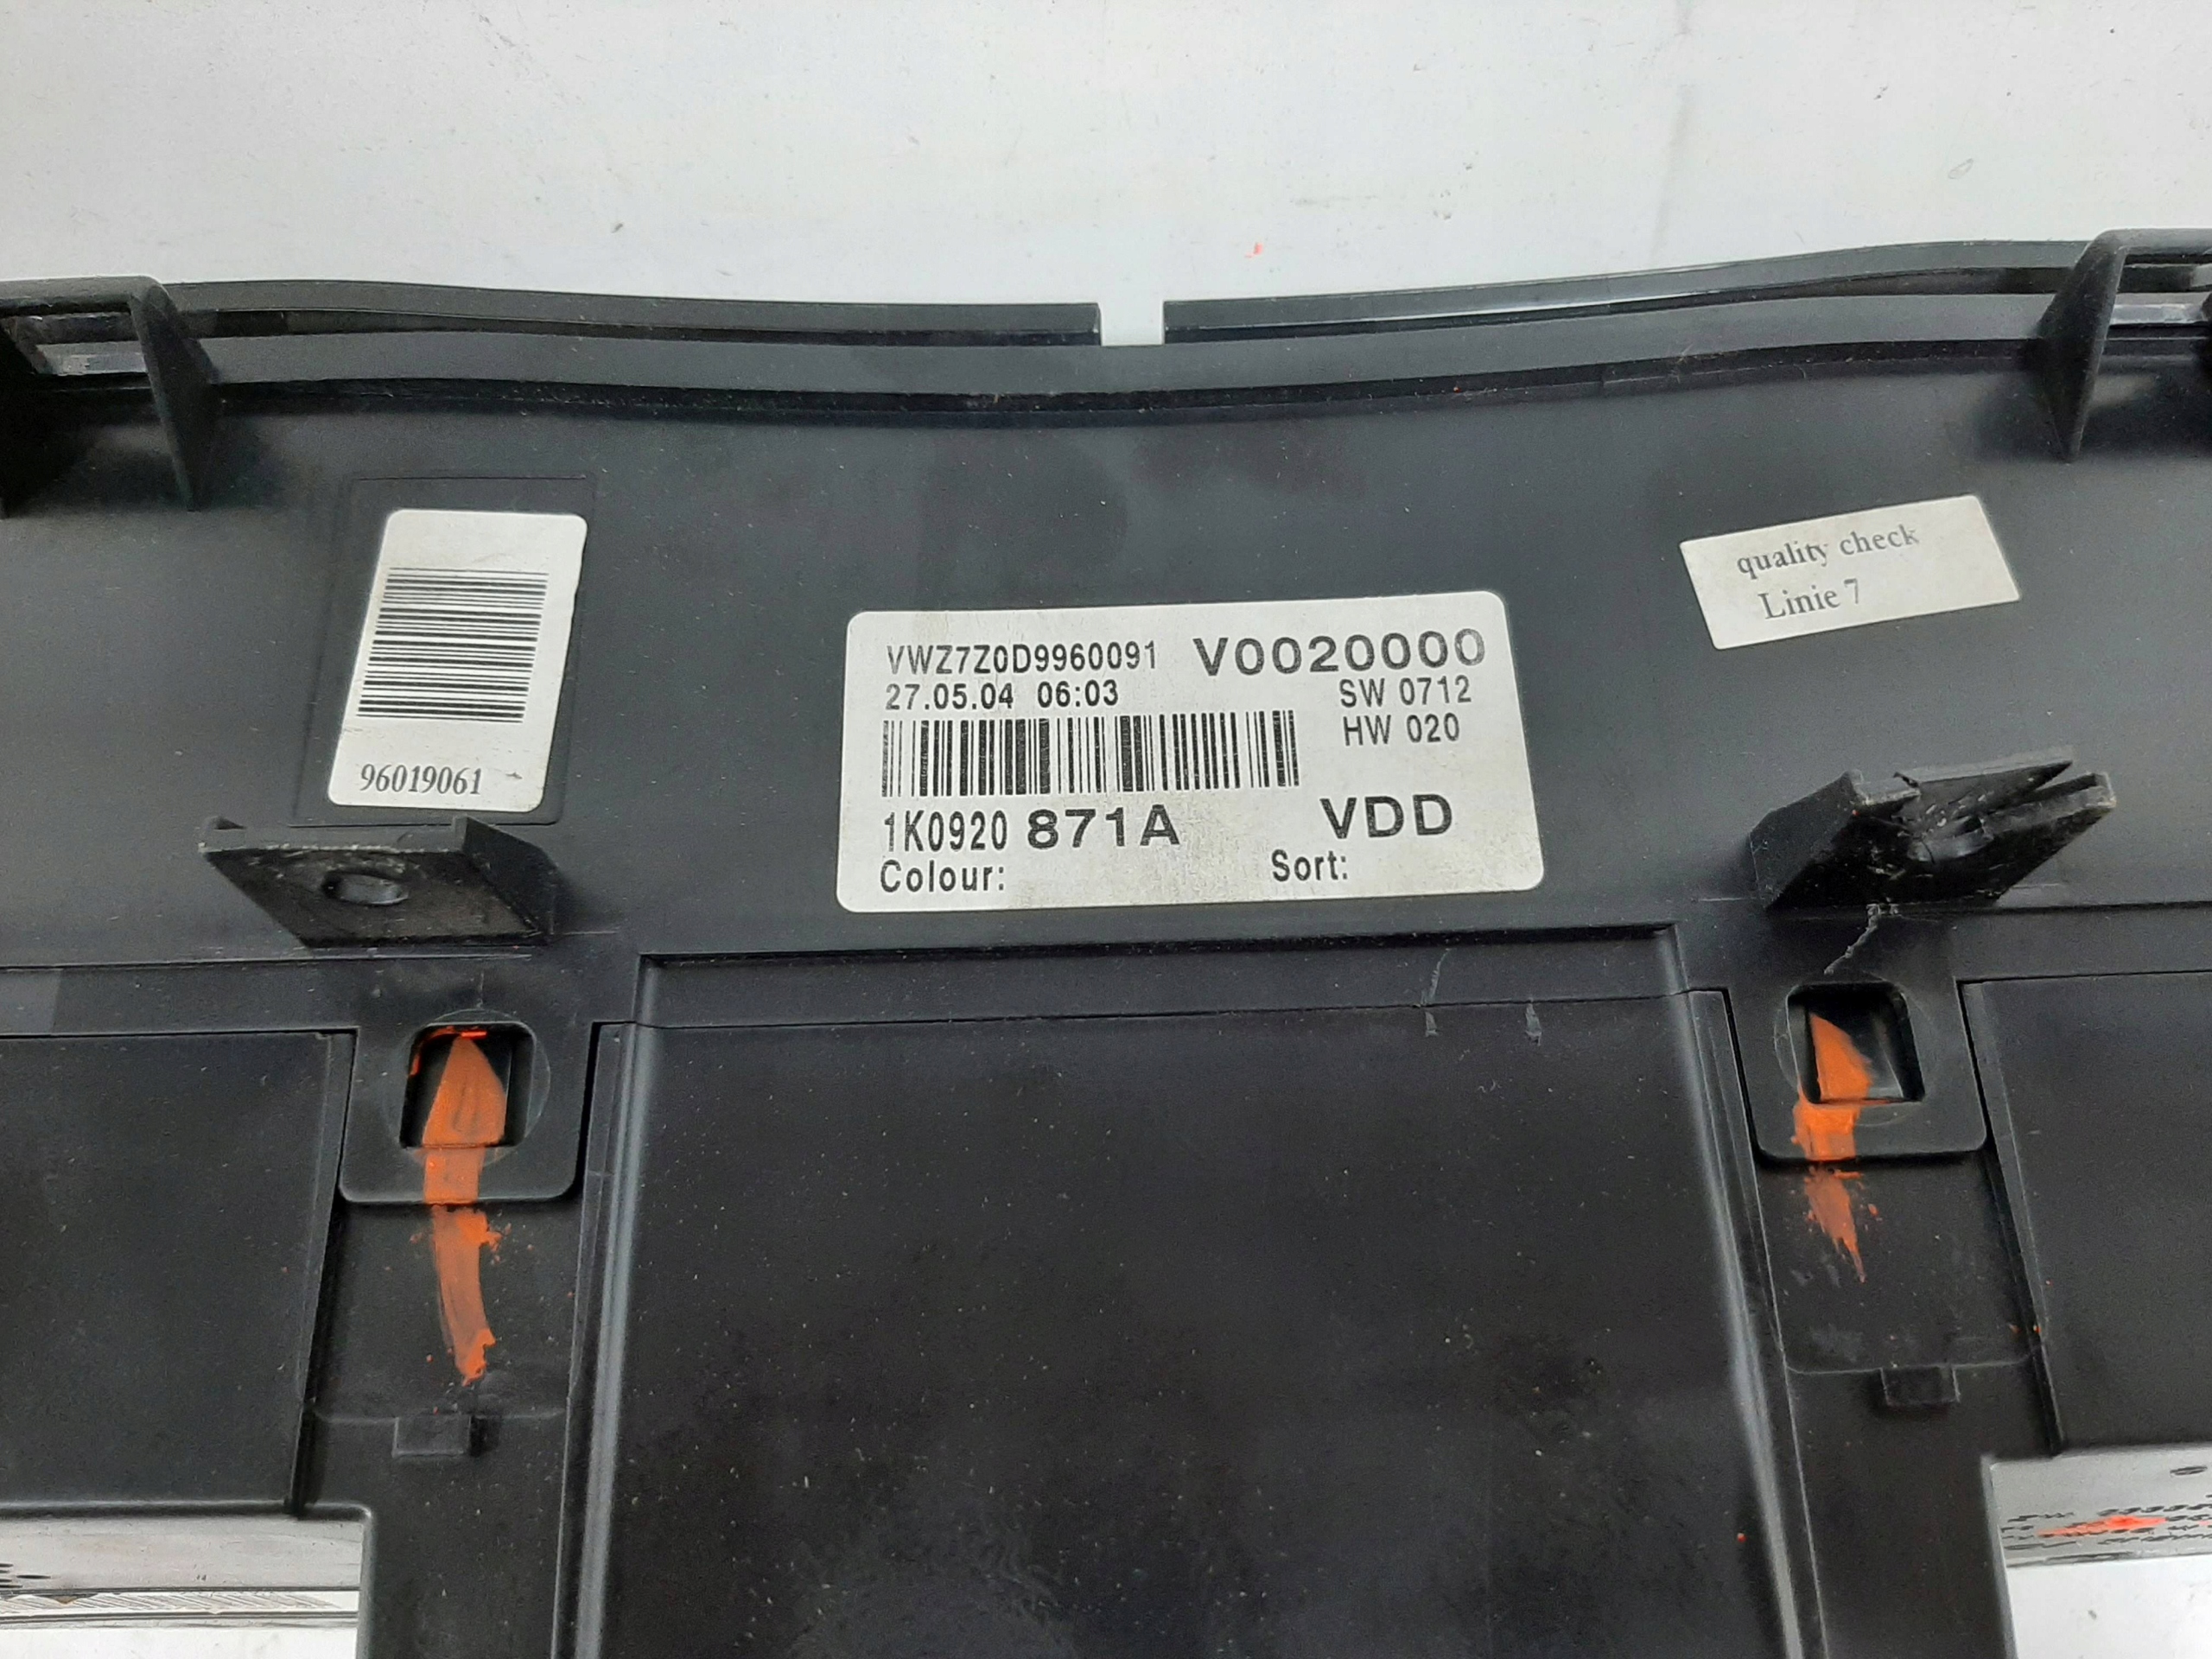 96019061
VWZ7Z0D9960091 V0020000
27.05.04 06:03 SW 0712
HW 020
1K0920 871A VDD
Colour: Sort:
quality check
Linie 7